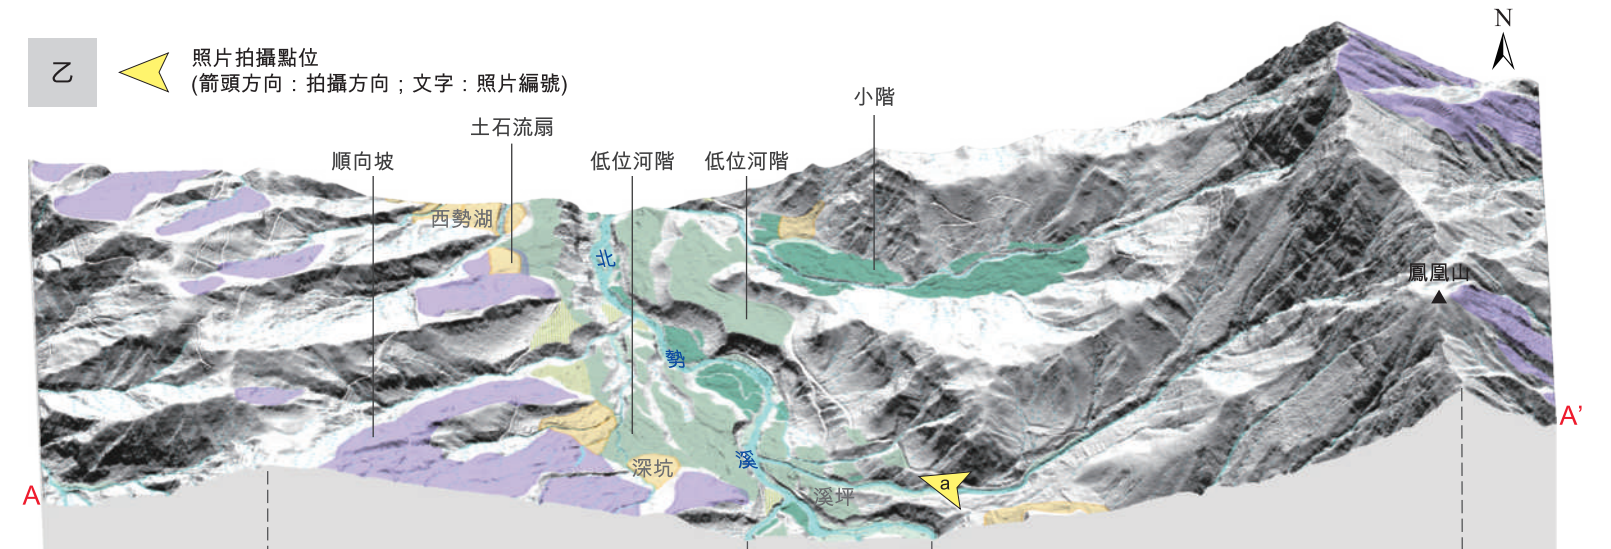 乙
照片拍攝點位
(箭頭方向：拍攝方向；文字：照片編號)
N
小階
土石流扇
順向坡
低位河階
低位河階
西勢湖
北
鳳凰山
勢
A'
深坑
溪
a
溪坪
A